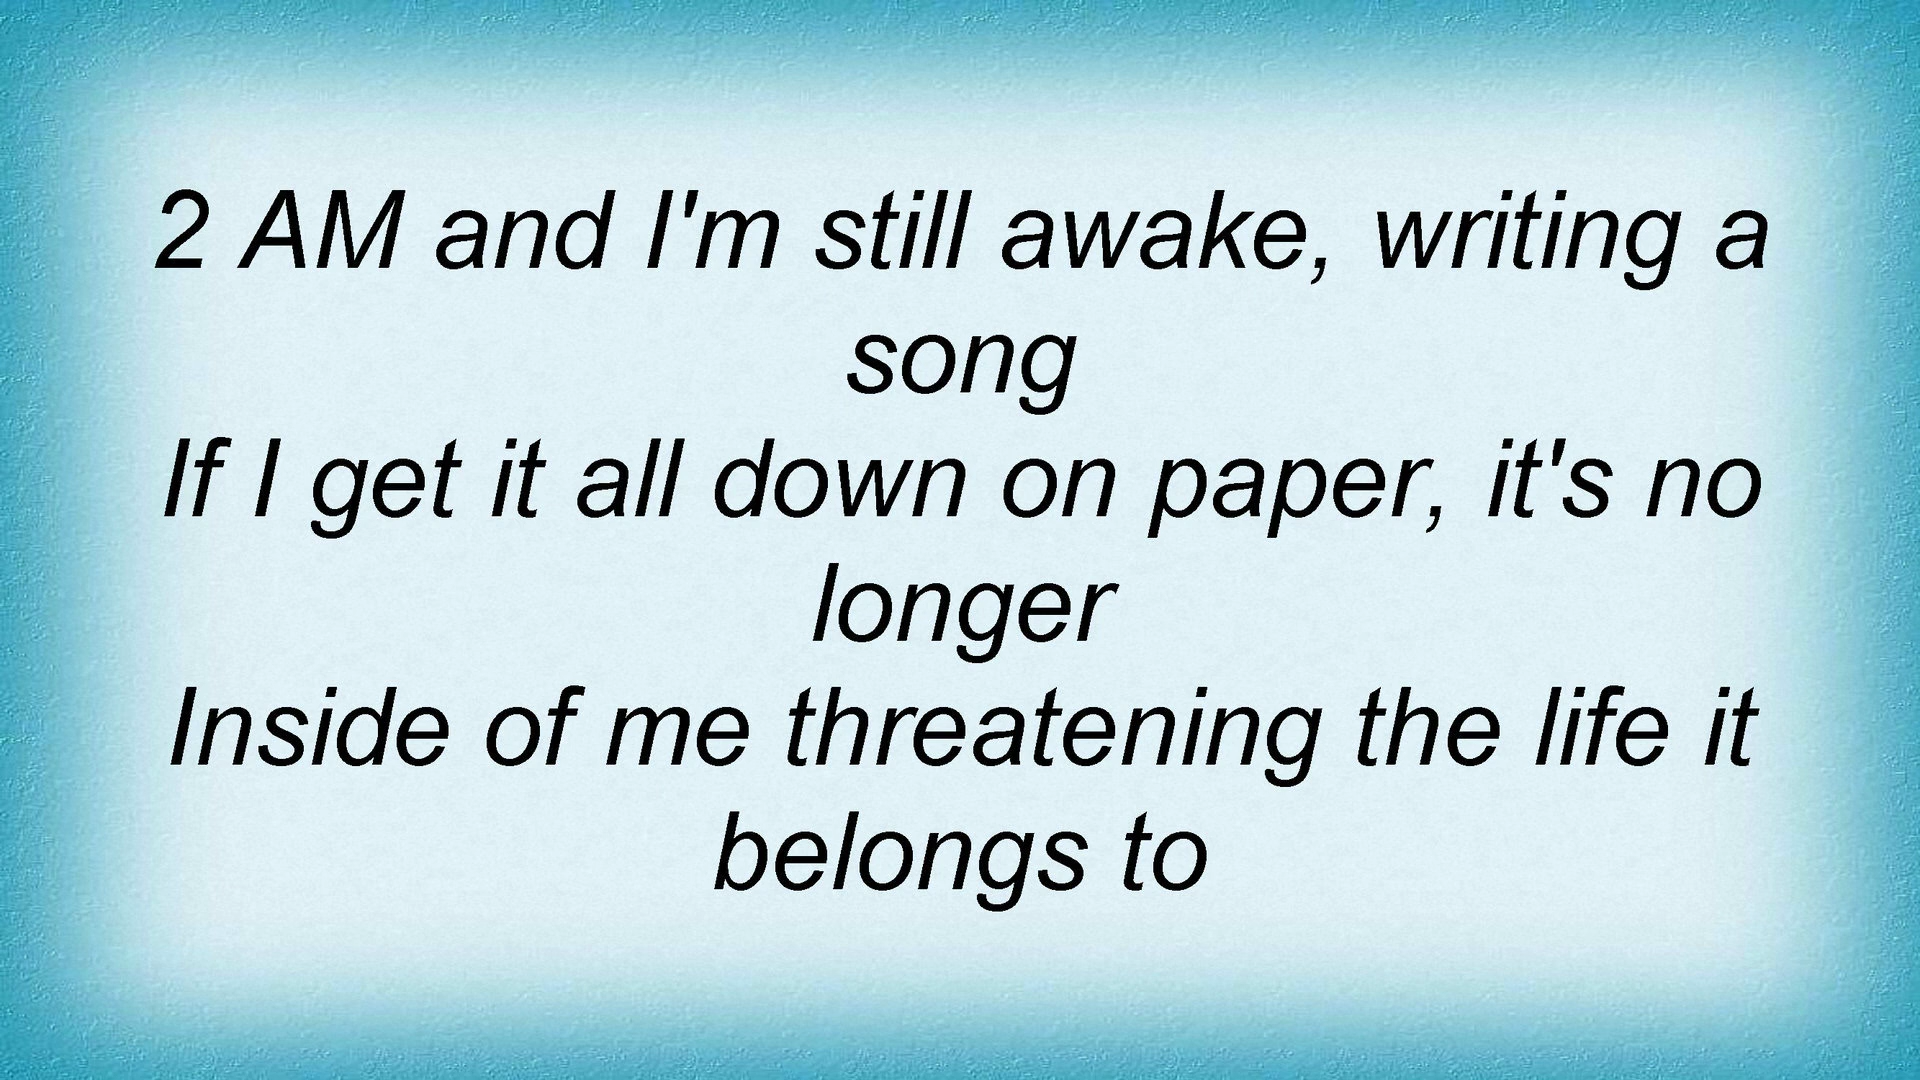 2 AM and I'm still awake, writing a
song
If I get it all down on paper, it's no
longer
Inside of me threatening the life it
belongs to